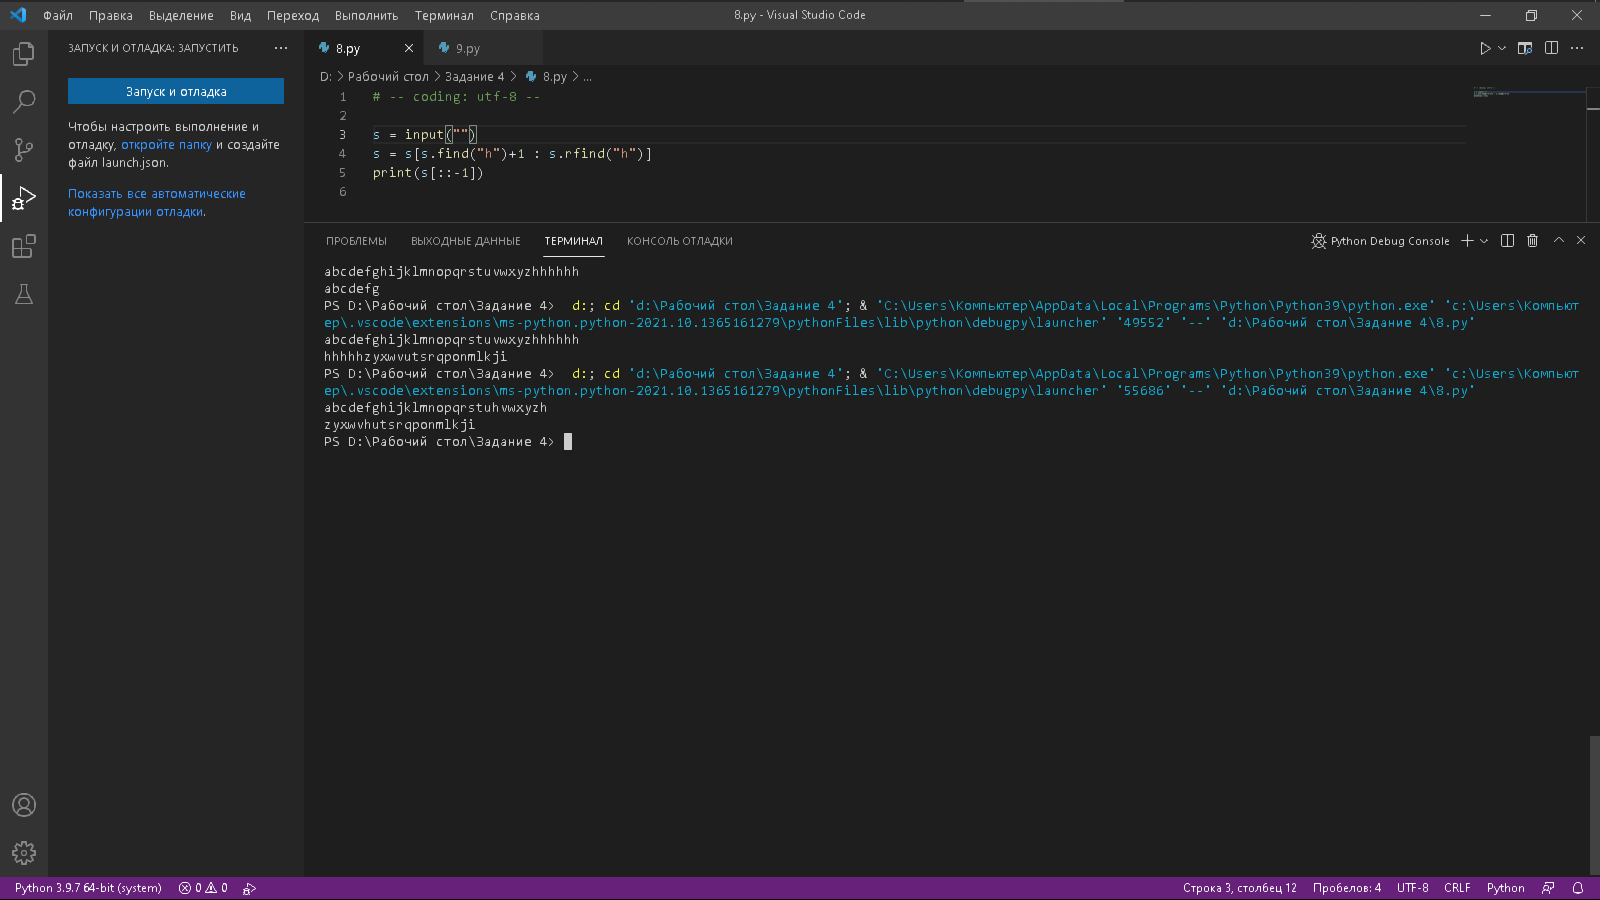 Файл Правка Выделение Вид Переход Выполнить Терминал Справка 8.py - Visual Studio Code
ЗАПУСК И ОТЛАДКА: ЗАПУСТИТЬ ···
Запуск и отладка
Чтобы настроить выполнение и
отладку, откройте папку и создайте
файл launch.json.
Показать все автоматические
конфигурации отладки.
8.py 9.py
D: > Рабочий стол > Задание 4 > 8.py > ...
1 # -- coding: utf-8 --
2
3 s = input("")
4 s = s[s.find("h")+1 : s.rfind("h")]
5 print(s[::-1])
6
ПРОБЛЕМЫ ВЫХОДНЫЕ ДАННЫЕ ТЕРМИНАЛ КОНСОЛЬ ОТЛАДКИ Python Debug Console
abcdefghijklmnopqrstuvwxyzhhhhhh
abcdefg
PS D:\Рабочий стол\Задание 4>  d:; cd 'd:\Рабочий стол\Задание 4'; & 'C:\Users\Компьютер\AppData\Local\Programs\Python\Python39\python.exe' 'c:\Users\Компьют
ер\.vscode\extensions\ms-python.python-2021.10.1365161279\pythonFiles\lib\python\debugpy\launcher' '49552' '--' 'd:\Рабочий стол\Задание 4\8.py'
abcdefghijklmnopqrstuvwxyzhhhhhh
hhhhhzyxwvutsrqponmlkji
PS D:\Рабочий стол\Задание 4>  d:; cd 'd:\Рабочий стол\Задание 4'; & 'C:\Users\Компьютер\AppData\Local\Programs\Python\Python39\python.exe' 'c:\Users\Компьют
ер\.vscode\extensions\ms-python.python-2021.10.1365161279\pythonFiles\lib\python\debugpy\launcher' '55686' '--' 'd:\Рабочий стол\Задание 4\8.py'
abcdefghijklmnopqrstuhvwxyzh
zyxwvhutsrqponmlkji
PS D:\Рабочий стол\Задание 4>
Python 3.9.7 64-bit (system) 0 0 Строка 3, столбец 12 Пробелов: 4 UTF-8 CRLF Python